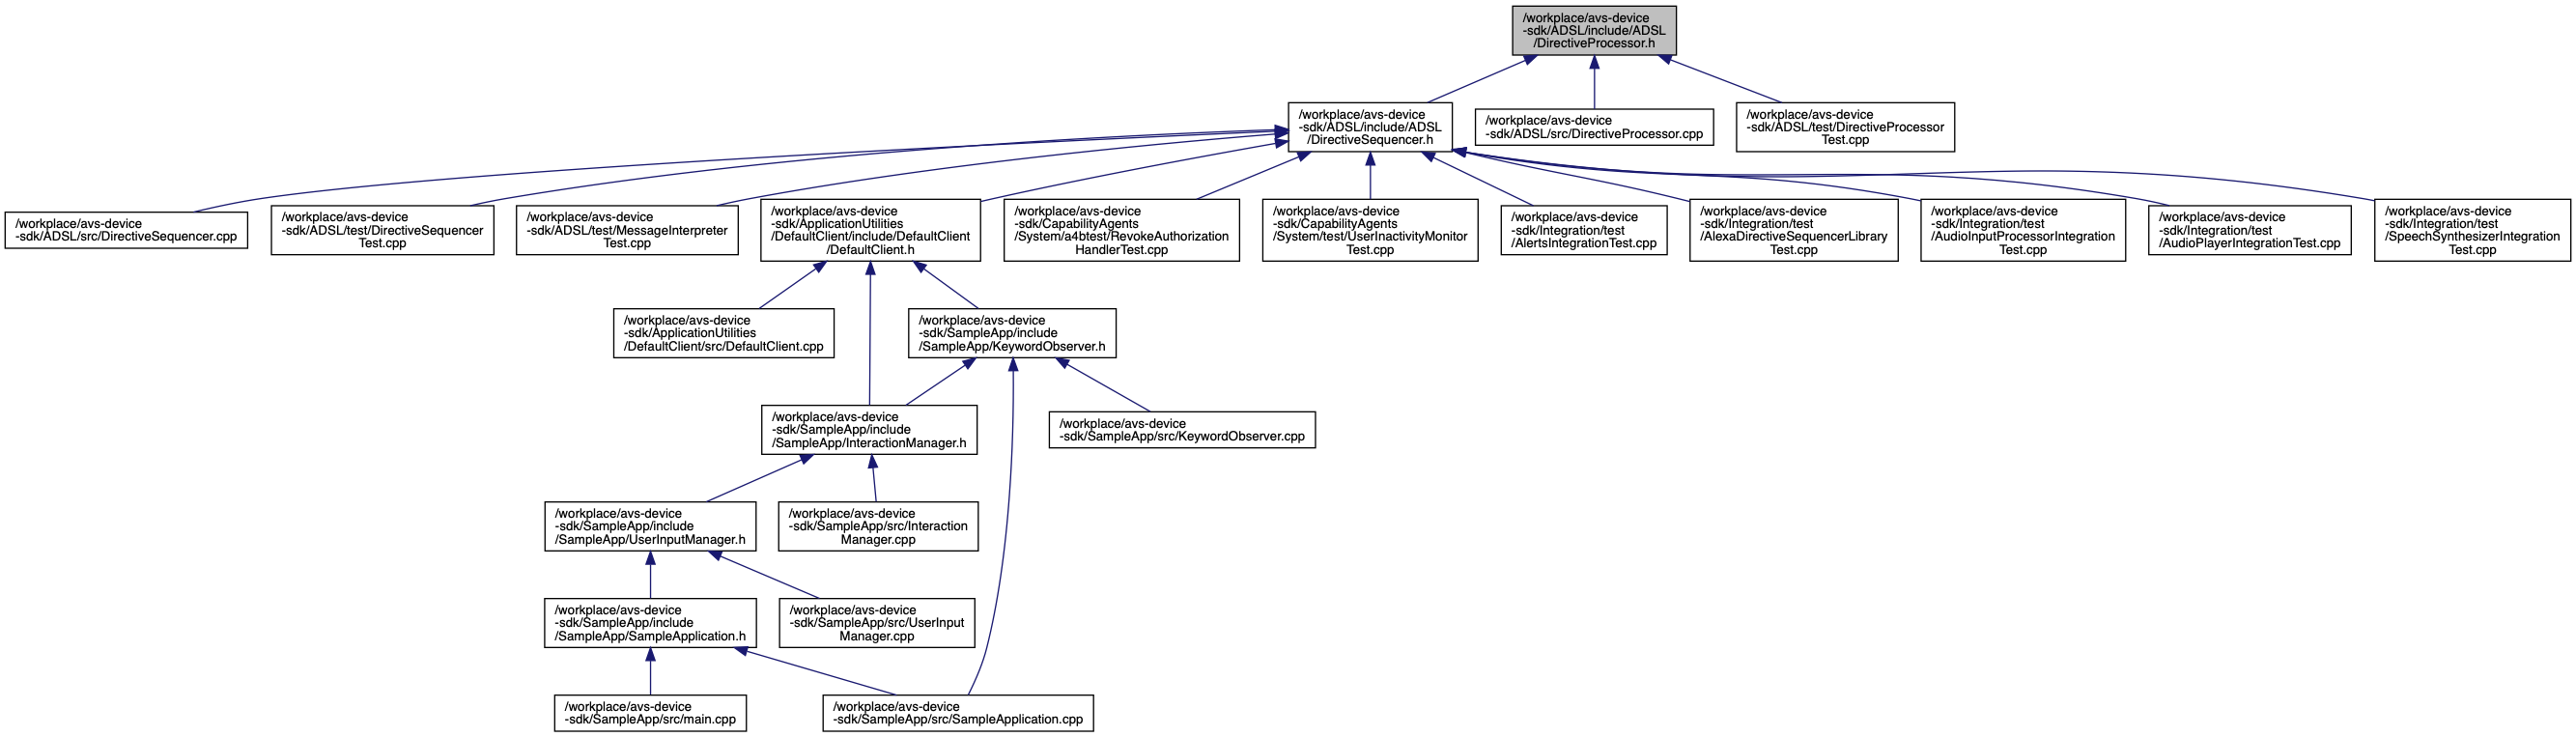 /workplace/avs-device
-sdk/ADSL/include/ADSL
/DirectiveProcessor.h
/workplace/avs-device
-sdk/ADSL/include/ADSL
/DirectiveSequencer.h
/workplace/avs-device
-sdk/ADSL/src/DirectiveProcessor.cpp
/workplace/avs-device
-sdk/ADSL/test/DirectiveProcessor
Test.cpp
/workplace/avs-device
-sdk/ADSL/src/DirectiveSequencer.cpp
/workplace/avs-device
-sdk/ADSL/test/DirectiveSequencer
Test.cpp
/workplace/avs-device
-sdk/ADSL/test/MessageInterpreter
Test.cpp
/workplace/avs-device
-sdk/ApplicationUtilities
/DefaultClient/include/DefaultClient
/DefaultClient.h
/workplace/avs-device
-sdk/CapabilityAgents
/System/a4btest/RevokeAuthorization
HandlerTest.cpp
/workplace/avs-device
-sdk/CapabilityAgents
/System/test/UserInactivityMonitor
Test.cpp
/workplace/avs-device
-sdk/Integration/test
/AlertsIntegrationTest.cpp
/workplace/avs-device
-sdk/Integration/test
/AlexaDirectiveSequencerLibrary
Test.cpp
/workplace/avs-device
-sdk/Integration/test
/AudioInputProcessorIntegration
Test.cpp
/workplace/avs-device
-sdk/Integration/test
/AudioPlayerIntegrationTest.cpp
/workplace/avs-device
-sdk/Integration/test
/SpeechSynthesizerIntegration
Test.cpp
/workplace/avs-device
-sdk/ApplicationUtilities
/DefaultClient/src/DefaultClient.cpp
/workplace/avs-device
-sdk/SampleApp/include
/SampleApp/KeywordObserver.h
/workplace/avs-device
-sdk/SampleApp/include
/SampleApp/InteractionManager.h
/workplace/avs-device
-sdk/SampleApp/src/KeywordObserver.cpp
/workplace/avs-device
-sdk/SampleApp/include
/SampleApp/UserInputManager.h
/workplace/avs-device
-sdk/SampleApp/src/Interaction
Manager.cpp
/workplace/avs-device
-sdk/SampleApp/include
/SampleApp/SampleApplication.h
/workplace/avs-device
-sdk/SampleApp/src/UserInput
Manager.cpp
/workplace/avs-device
-sdk/SampleApp/src/main.cpp
/workplace/avs-device
-sdk/SampleApp/src/SampleApplication.cpp